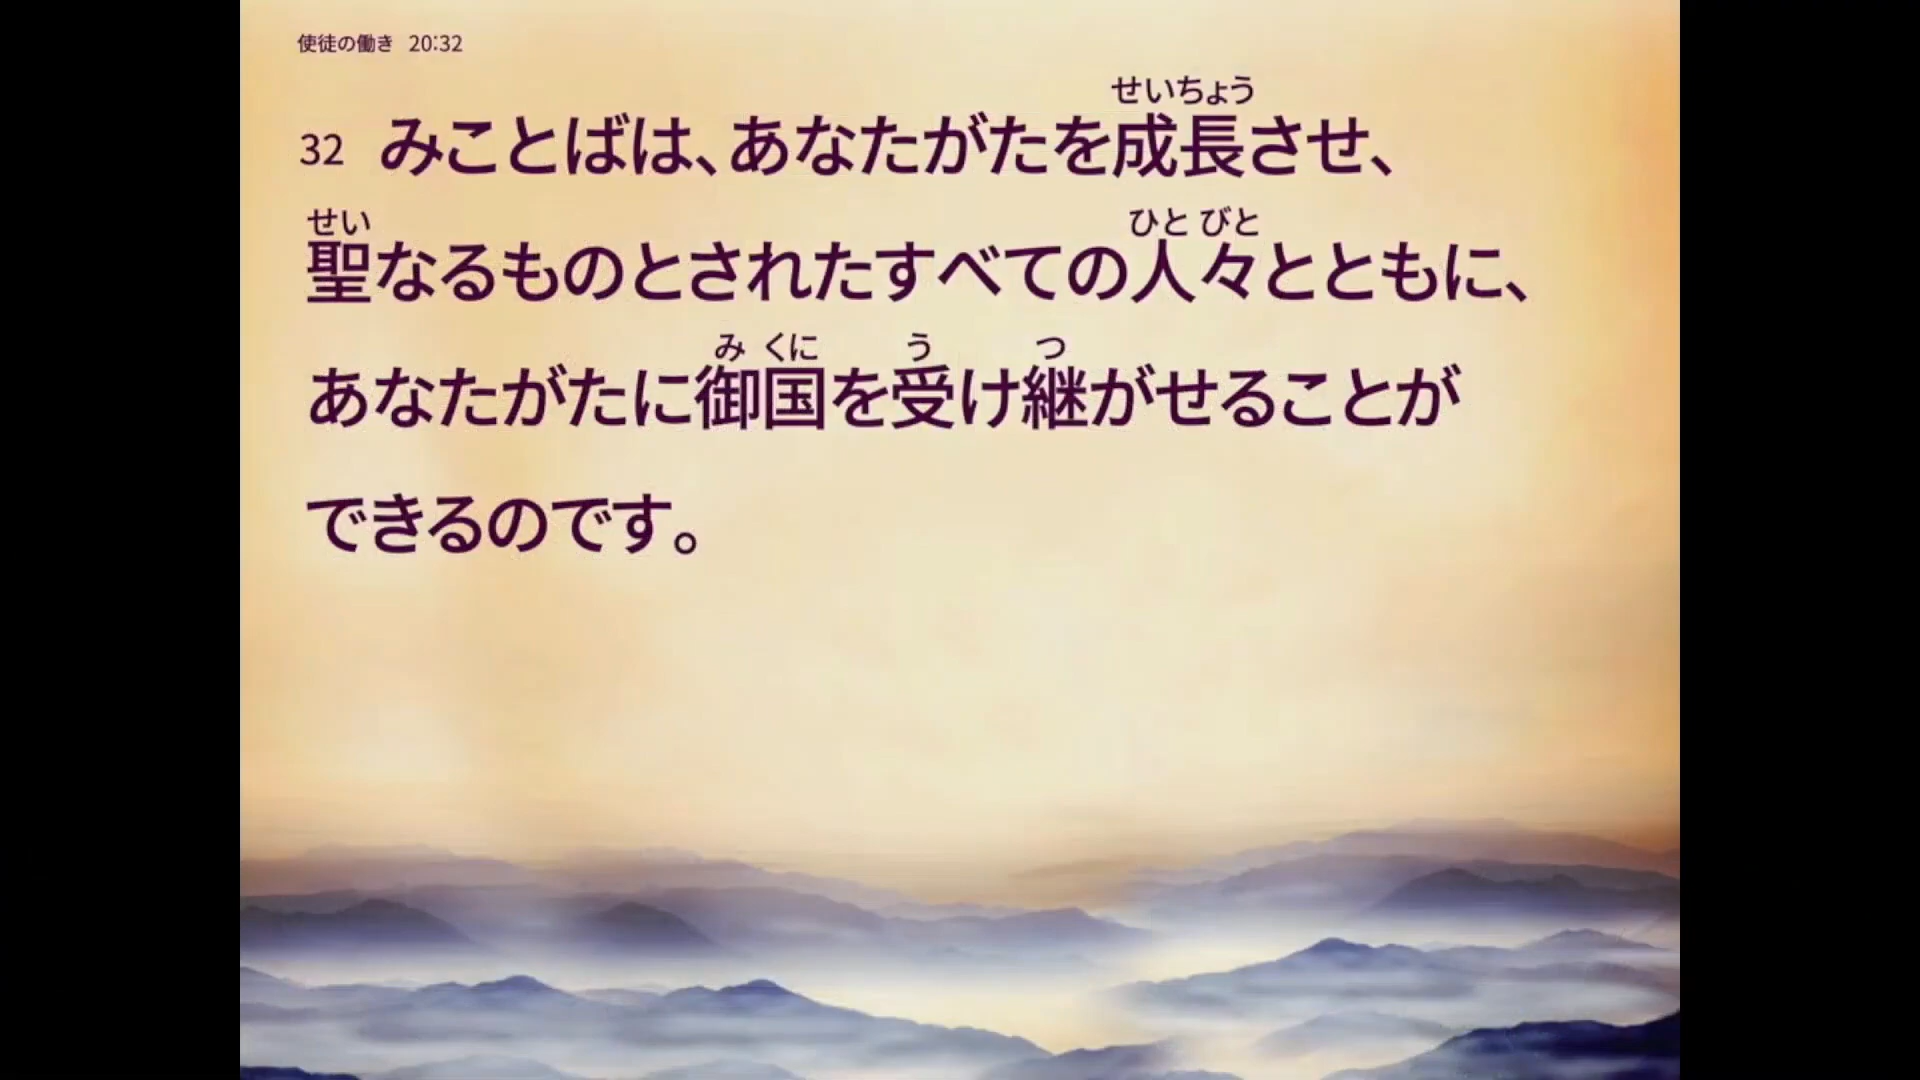 使徒の働き 20:32
せいちょう
32 みことばは、あなたがたを成長させ、
せい ひと びと
聖なるものとされたすべての人々とともに、
み くに う つ
あなたがたに御国を受け継がせることが
できるのです。